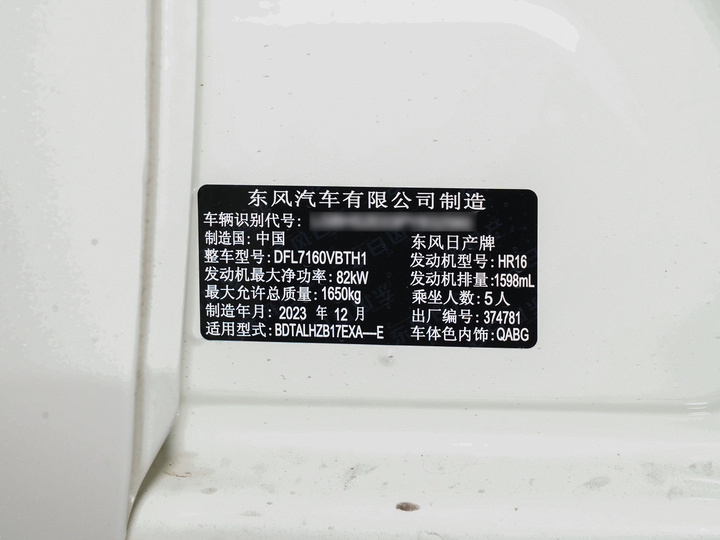 东风汽车有限公司制造
车辆识别代号:
制造国: 中国 东风日产牌
整车型号: DFL7160VBTH1 发动机型号: HR16
发动机最大净功率: 82kW 发动机排量: 1598mL
最大允许总质量: 1650kg 乘坐人数: 5人
制造年月: 2023 年 12 月 出厂编号: 374781
适用型式: BDTALHZB17EXA—E 车体色内饰: QABG